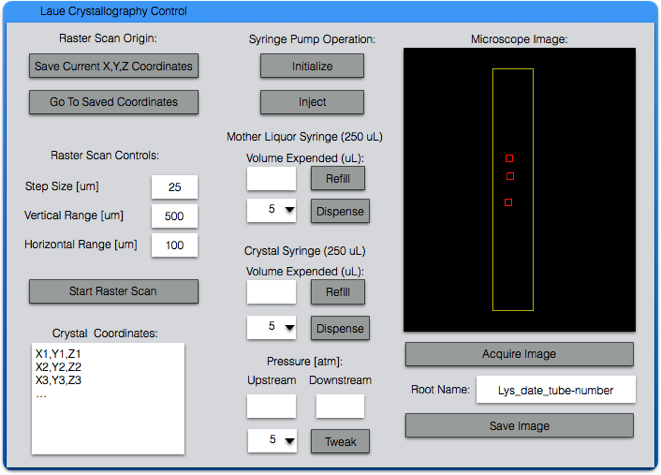 Laue Crystallography Control
Raster Scan Origin:
Save Current X,Y,Z Coordinates
Go To Saved Coordinates
Raster Scan Controls:
Step Size [um] 25
Vertical Range [um] 500
Horizontal Range [um] 100
Start Raster Scan
Crystal Coordinates:
X1,Y1,Z1
X2,Y2,Z2
X3,Y3,Z3
...
Syringe Pump Operation:
Initialize
Inject
Mother Liquor Syringe (250 uL)
Volume Expended (uL):
Refill
5 Dispense
Crystal Syringe (250 uL)
Volume Expended (uL):
Refill
5 Dispense
Pressure [atm]:
Upstream Downstream
5 Tweak
Microscope Image:
Acquire Image
Root Name: Lys_date_tube-number
Save Image